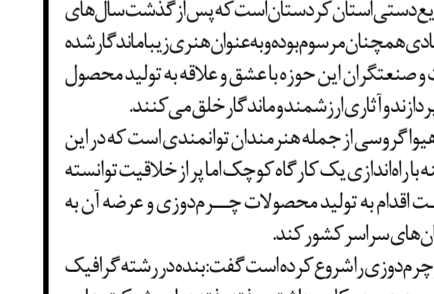 یع‌دستی استان کردستان است که پس از گذشت سال‌های
ادی همچنان مرسوم بوده و به عنوان هنری زیبا ماندگار شده
و صنعتگران این حوزه با عشق و علاقه به تولید محصول
پردازند و آثاری ارزشمند و ماندگار خلق می‌کنند.
هیوا گروسی از جمله هنرمندان توانمندی است که در این
با راه‌اندازی یک کارگاه کوچک اما پر از خلاقیت توانسته
ت اقدام به تولید محصولات چــرم‌دوزی و عرضه آن به
ان‌های سراسر کشور کند.
چرم‌دوزی را شروع کرده است گفت: بنده در رشته گرافیک